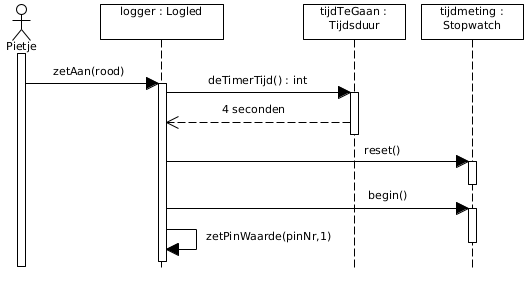 logger : Logled
tijdTeGaan :
Tijdsduur
tijdmeting :
Stopwatch
Pietje
zetAan(rood)
deTimerTijd() : int
4 seconden
reset()
begin()
zetPinWaarde(pinNr,1)